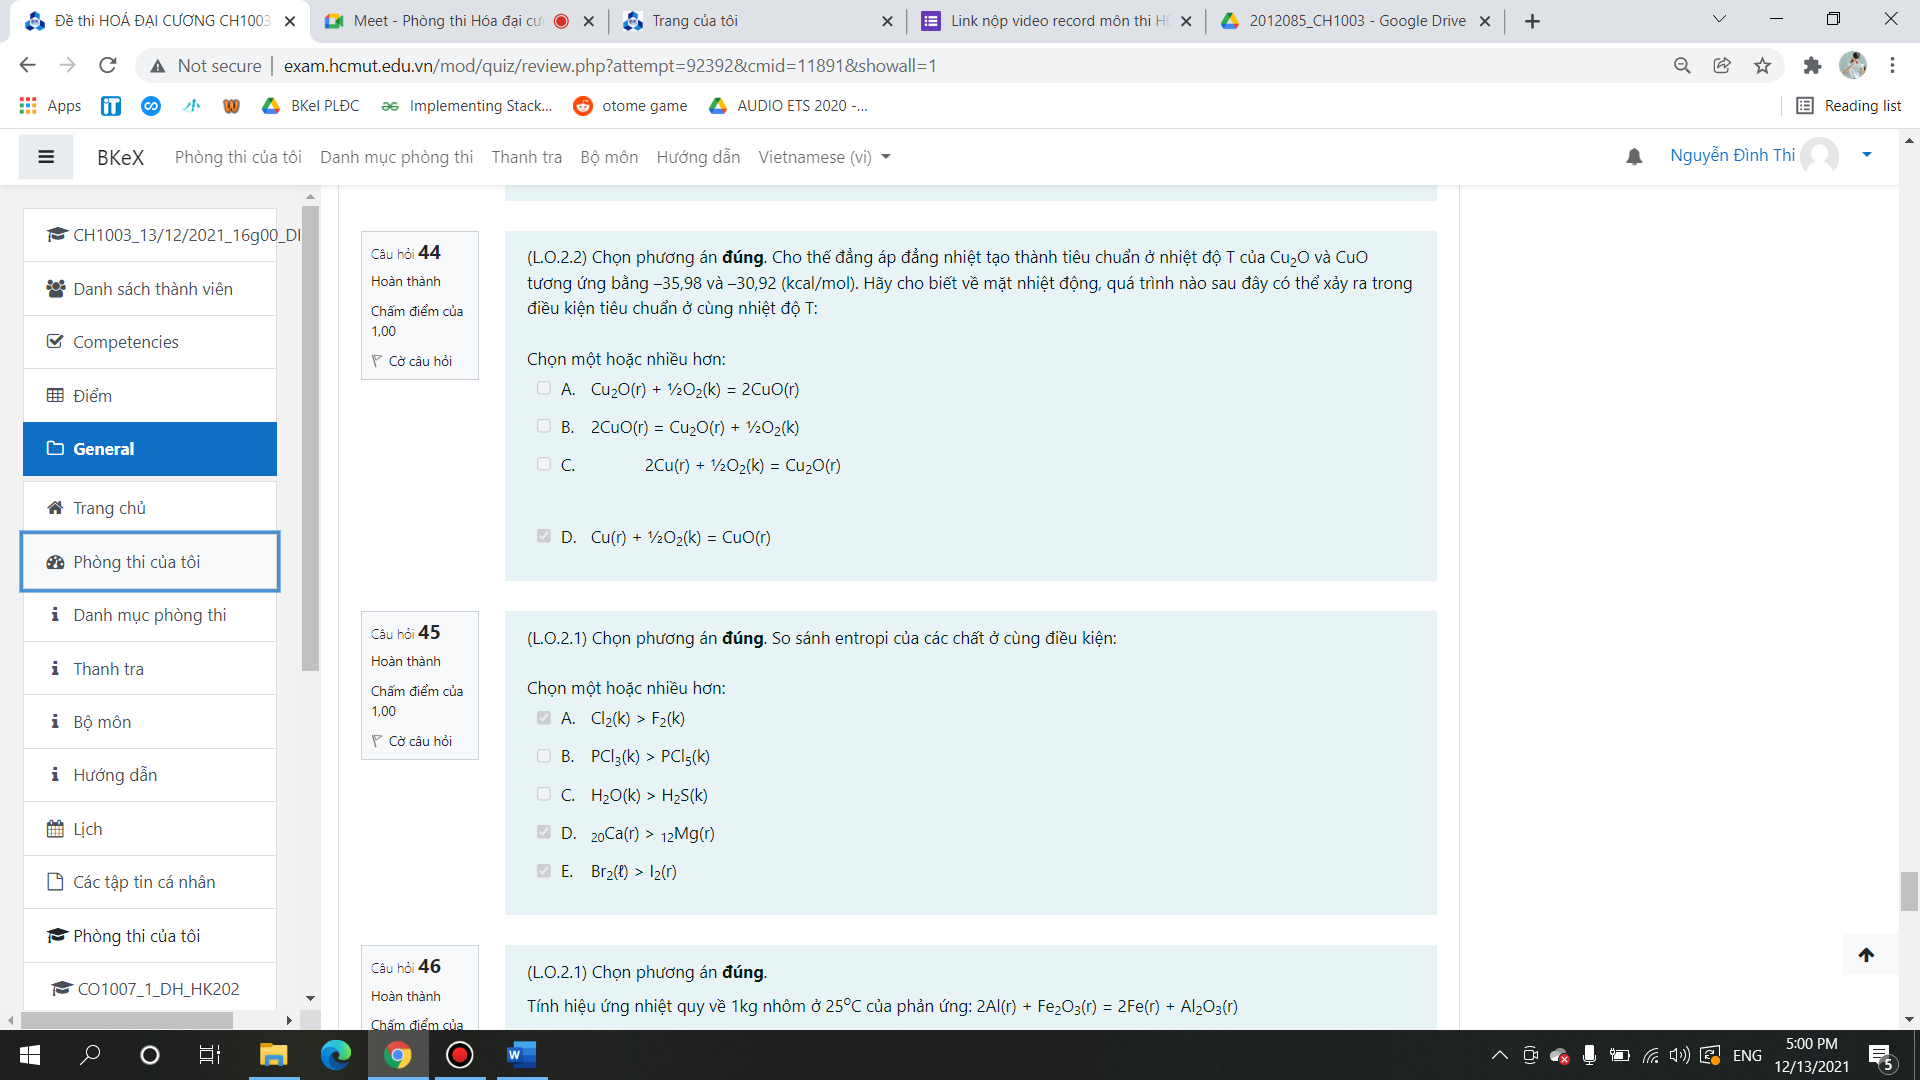 Đề thi HOÁ ĐẠI CƯƠNG CH1003
Meet - Phòng thi Hóa đại cư
Trang của tôi
Link nộp video record môn thi H
2012085_CH1003 - Google Drive
Not secure
exam.hcmut.edu.vn/mod/quiz/review.php?attempt=92392&cmid=11891&showall=1
Apps
BKel PLĐC
Implementing Stack...
otome game
AUDIO ETS 2020 -...
Reading list
BKeX
Phòng thi của tôi
Danh mục phòng thi
Thanh tra
Bộ môn
Hướng dẫn
Vietnamese (vi)
Nguyễn Đình Thi
CH1003_13/12/2021_16g00_DI
Danh sách thành viên
Competencies
Điểm
General
Trang chủ
Phòng thi của tôi
Danh mục phòng thi
Thanh tra
Bộ môn
Hướng dẫn
Lịch
Các tập tin cá nhân
Phòng thi của tôi
CO1007_1_DH_HK202
Câu hỏi 44
Hoàn thành
Chấm điểm của
1,00
Cờ câu hỏi
(L.O.2.2) Chọn phương án đúng. Cho thế đẳng áp đẳng nhiệt tạo thành tiêu chuẩn ở nhiệt độ T của Cu₂O và CuO
tương ứng bằng –35,98 và –30,92 (kcal/mol). Hãy cho biết về mặt nhiệt động, quá trình nào sau đây có thể xảy ra trong
điều kiện tiêu chuẩn ở cùng nhiệt độ T:
Chọn một hoặc nhiều hơn:
A. Cu₂O(r) + ½O₂(k) = 2CuO(r)
B. 2CuO(r) = Cu₂O(r) + ½O₂(k)
C. 2Cu(r) + ½O₂(k) = Cu₂O(r)
D. Cu(r) + ½O₂(k) = CuO(r)
Câu hỏi 45
Hoàn thành
Chấm điểm của
1,00
Cờ câu hỏi
(L.O.2.1) Chọn phương án đúng. So sánh entropi của các chất ở cùng điều kiện:
Chọn một hoặc nhiều hơn:
A. Cl₂(k) > F₂(k)
B. PCl₃(k) > PCl₅(k)
C. H₂O(k) > H₂S(k)
D. ₂₀Ca(r) > ₁₂Mg(r)
E. Br₂(ℓ) > I₂(r)
Câu hỏi 46
Hoàn thành
Chấm điểm của
(L.O.2.1) Chọn phương án đúng.
Tính hiệu ứng nhiệt quy về 1kg nhôm ở 25°C của phản ứng: 2Al(r) + Fe₂O₃(r) = 2Fe(r) + Al₂O₃(r)
ENG
5:00 PM
12/13/2021
5